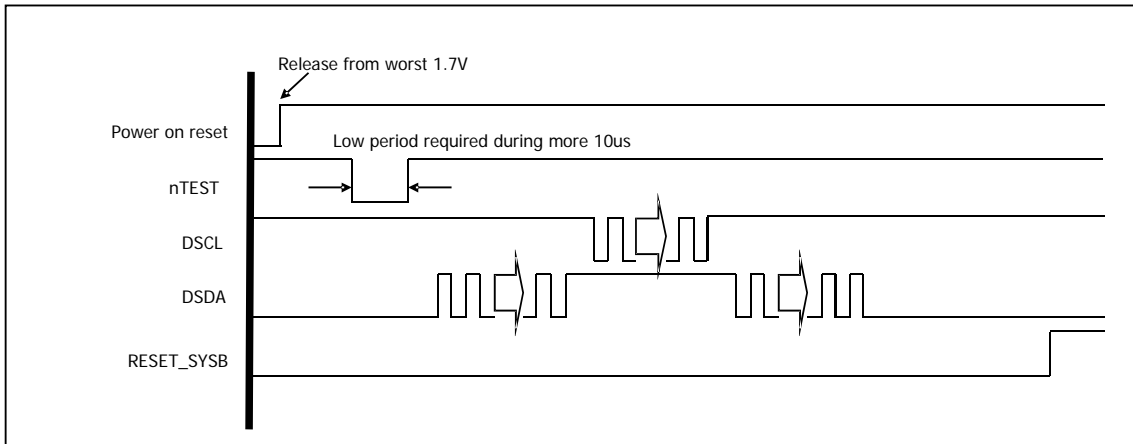 Release from worst 1.7V
Power on reset
Low period required during more 10us
nTEST
DSCL
DSDA
RESET_SYSB